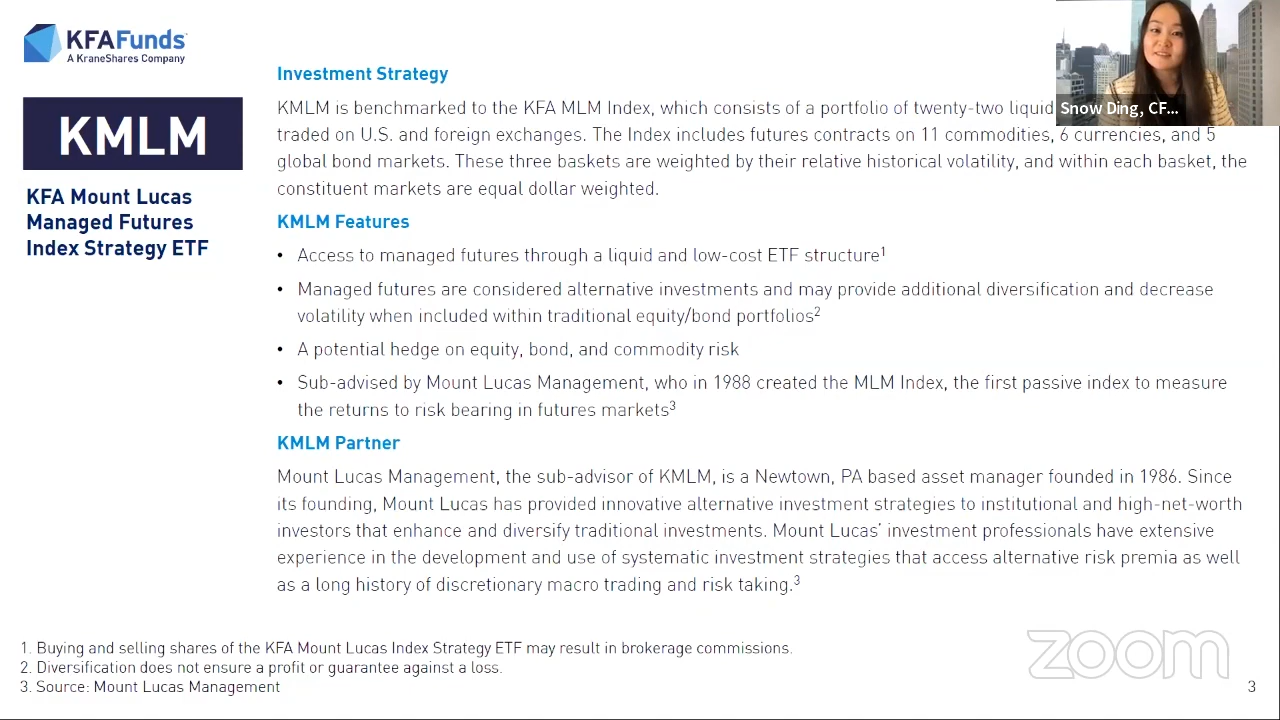 KFAFunds
A KraneShares Company
KMLM
KFA Mount Lucas
Managed Futures
Index Strategy ETF
Investment Strategy
KMLM is benchmarked to the KFA MLM Index, which consists of a portfolio of twenty-two liquid
traded on U.S. and foreign exchanges. The Index includes futures contracts on 11 commodities, 6 currencies, and 5
global bond markets. These three baskets are weighted by their relative historical volatility, and within each basket, the
constituent markets are equal dollar weighted.
KMLM Features
• Access to managed futures through a liquid and low-cost ETF structure1
• Managed futures are considered alternative investments and may provide additional diversification and decrease
volatility when included within traditional equity/bond portfolios2
• A potential hedge on equity, bond, and commodity risk
• Sub-advised by Mount Lucas Management, who in 1988 created the MLM Index, the first passive index to measure
the returns to risk bearing in futures markets3
KMLM Partner
Mount Lucas Management, the sub-advisor of KMLM, is a Newtown, PA based asset manager founded in 1986. Since
its founding, Mount Lucas has provided innovative alternative investment strategies to institutional and high-net-worth
investors that enhance and diversify traditional investments. Mount Lucas' investment professionals have extensive
experience in the development and use of systematic investment strategies that access alternative risk premia as well
as a long history of discretionary macro trading and risk taking.3
1. Buying and selling shares of the KFA Mount Lucas Index Strategy ETF may result in brokerage commissions.
2. Diversification does not ensure a profit or guarantee against a loss.
3. Source: Mount Lucas Management
Snow Ding, CF...
zoom
3